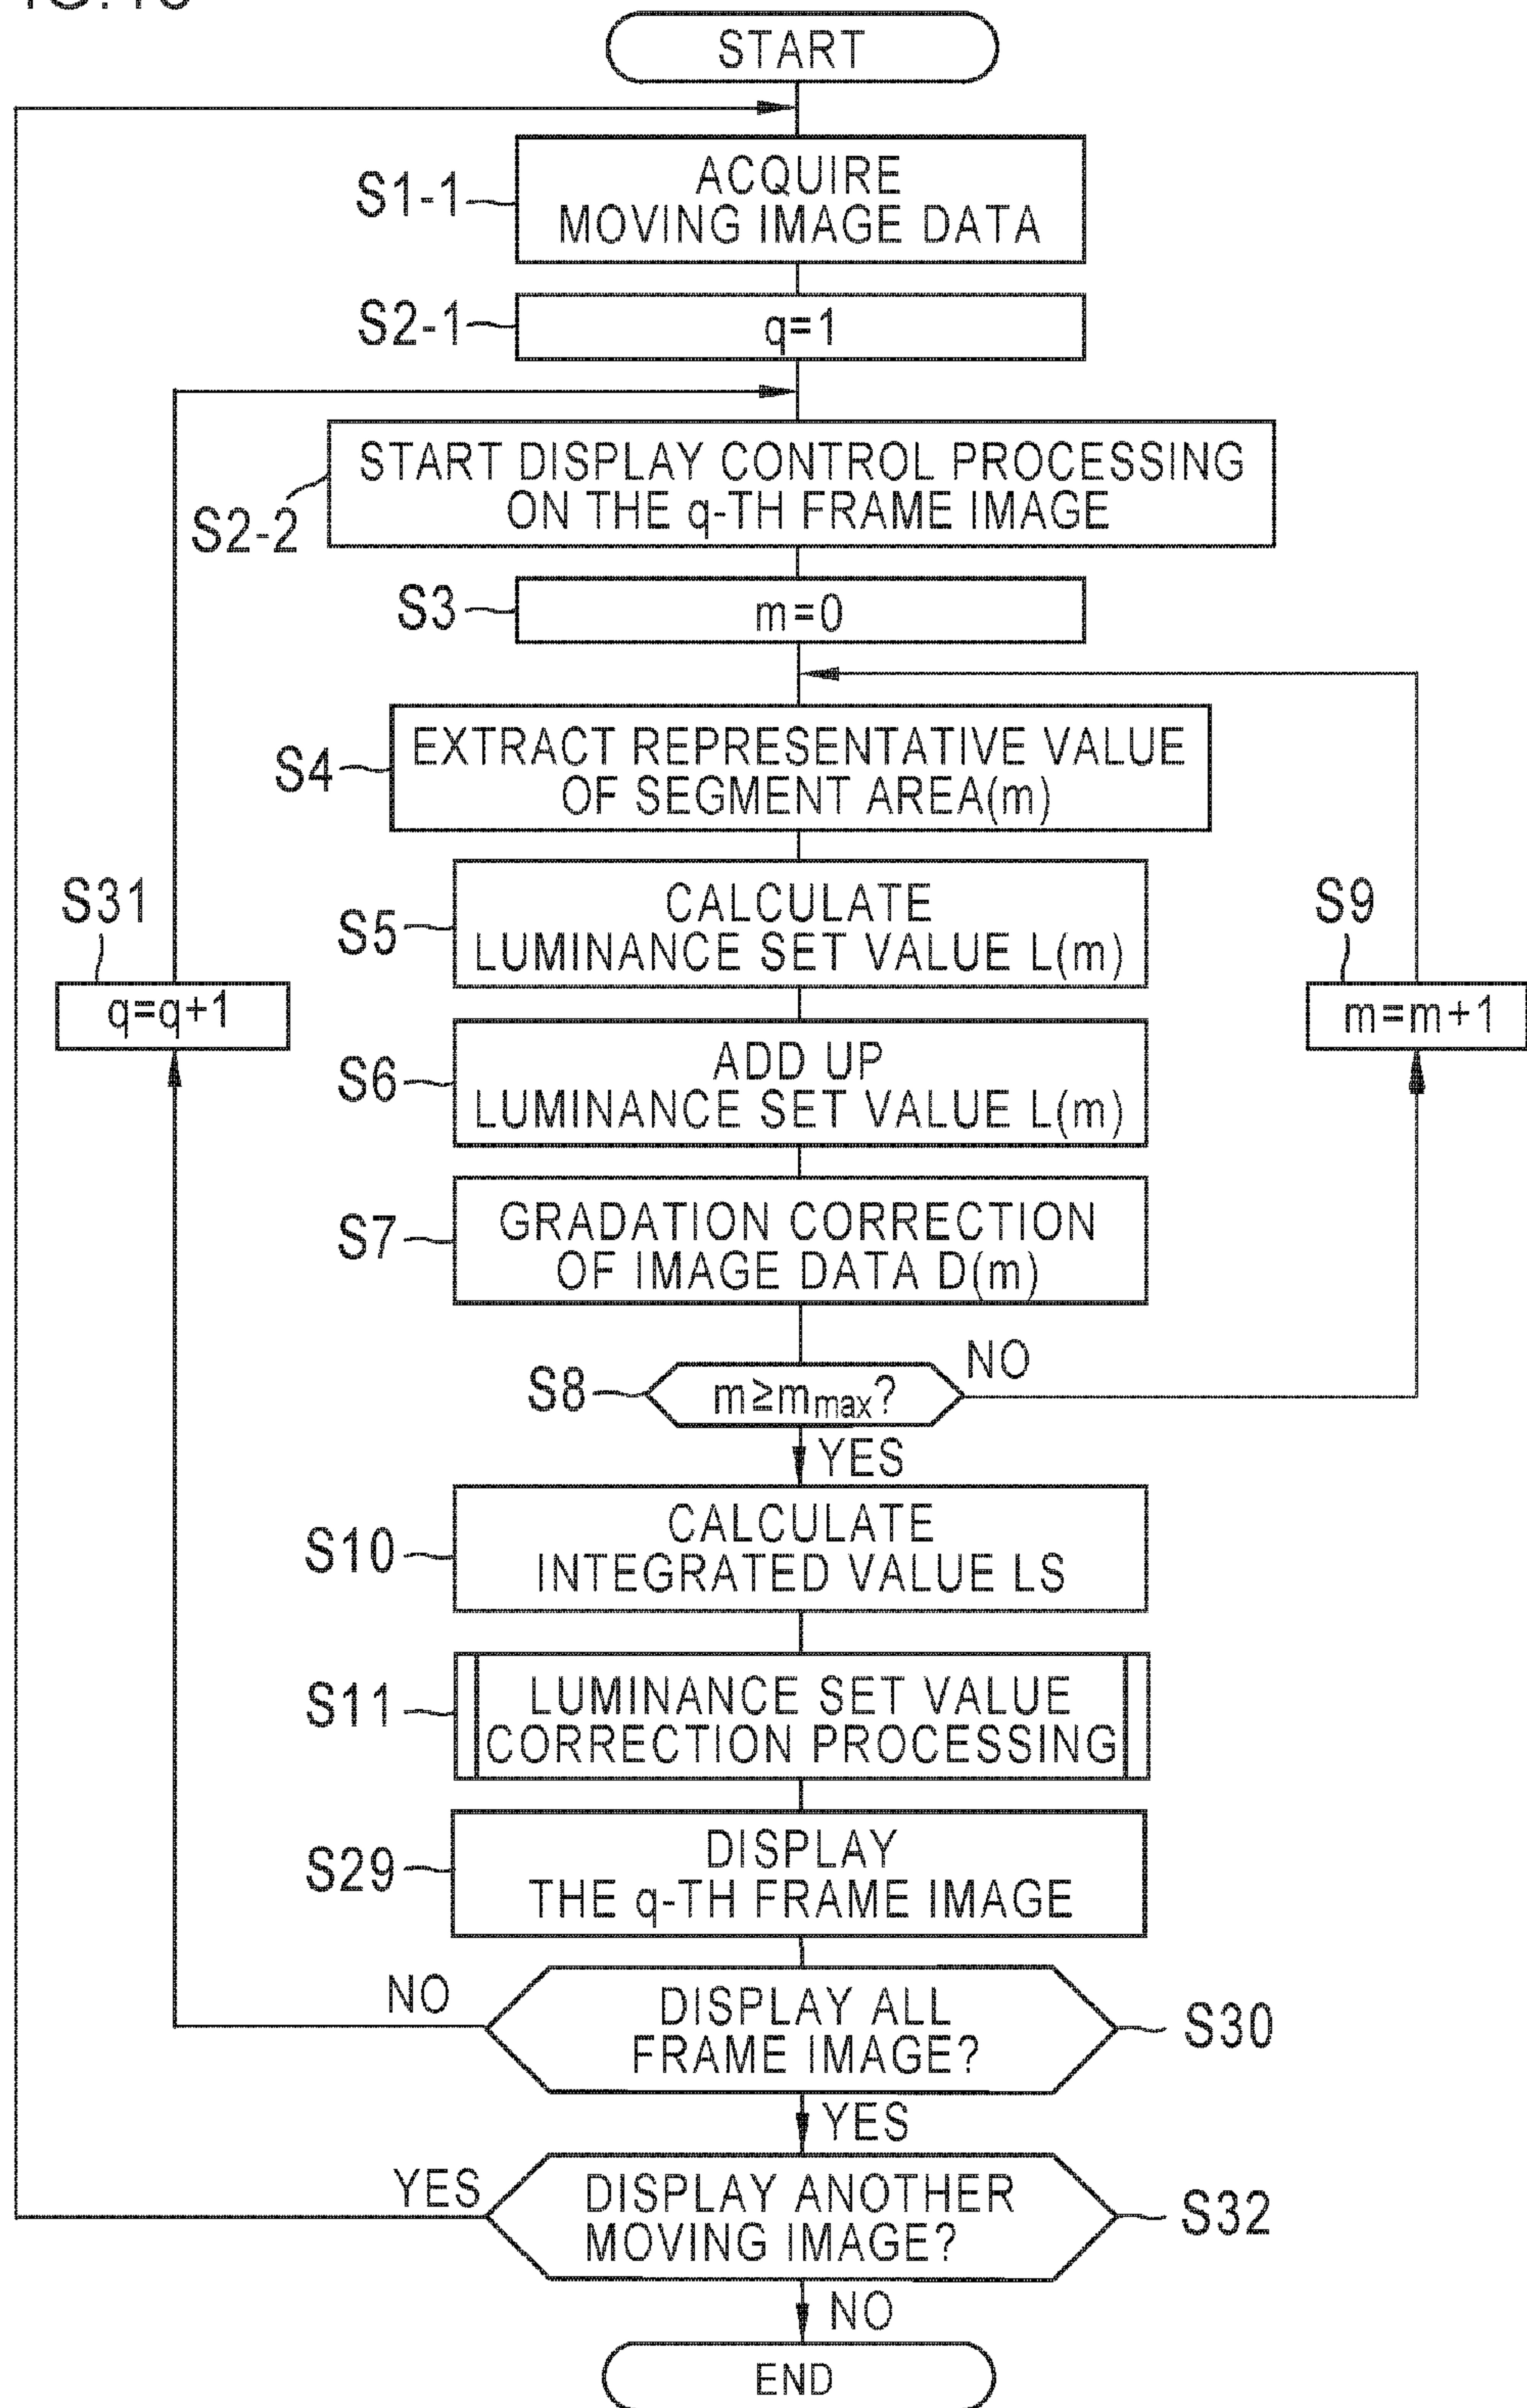 START
S1-1
ACQUIRE
MOVING IMAGE DATA
S2-1
q=1
START DISPLAY CONTROL PROCESSING
ON THE q-TH FRAME IMAGE
S2-2
S3
m=0
S4
EXTRACT REPRESENTATIVE VALUE
OF SEGMENT AREA(m)
S31
q=q+1
S5
CALCULATE
LUMINANCE SET VALUE L(m)
S9
m=m+1
S6
ADD UP
LUMINANCE SET VALUE L(m)
S7
GRADATION CORRECTION
OF IMAGE DATA D(m)
S8
m≥mmax?
NO
YES
S10
CALCULATE
INTEGRATED VALUE LS
S11
LUMINANCE SET VALUE
CORRECTION PROCESSING
S29
DISPLAY
THE q-TH FRAME IMAGE
NO
DISPLAY ALL
FRAME IMAGE?
S30
YES
YES
DISPLAY ANOTHER
MOVING IMAGE?
S32
NO
END